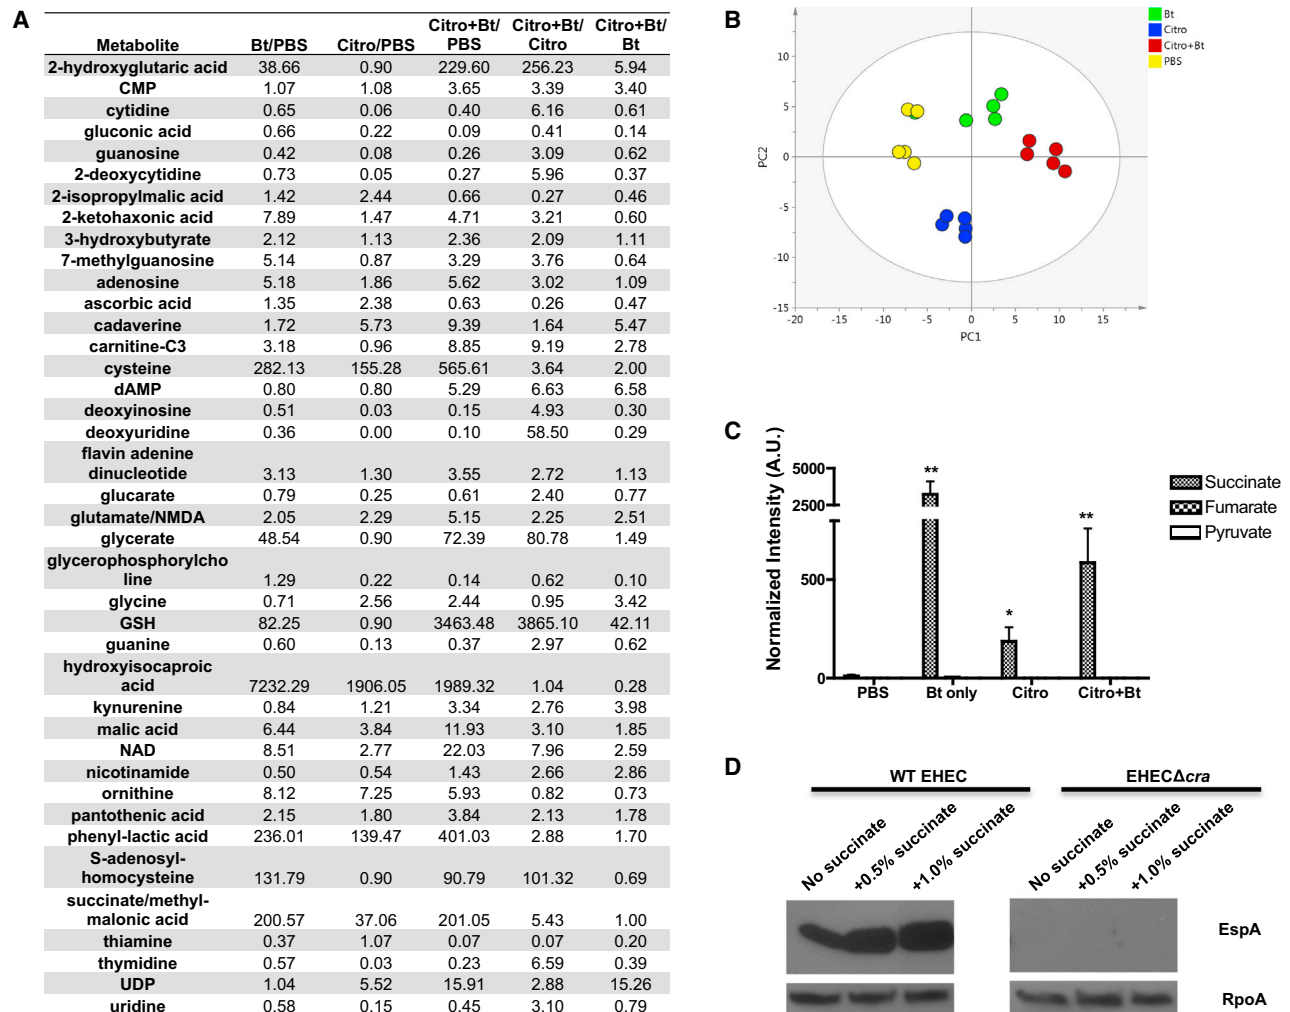 A
Metabolite Bt/PBS Citro/PBS Citro+Bt/ PBS Citro+Bt/ Citro Citro+Bt/ Bt
2-hydroxyglutaric acid 38.66 0.90 229.60 256.23 5.94
CMP 1.07 1.08 3.65 3.39 3.40
cytidine 0.65 0.06 0.40 6.16 0.61
gluconic acid 0.66 0.22 0.09 0.41 0.14
guanosine 0.42 0.08 0.26 3.09 0.62
2-deoxycytidine 0.73 0.05 0.27 5.96 0.37
2-isopropylmalic acid 1.42 2.44 0.66 0.27 0.46
2-ketohaxonic acid 7.89 1.47 4.71 3.21 0.60
3-hydroxybutyrate 2.12 1.13 2.36 2.09 1.11
7-methylguanosine 5.14 0.87 3.29 3.76 0.64
adenosine 5.18 1.86 5.62 3.02 1.09
ascorbic acid 1.35 2.38 0.63 0.26 0.47
cadaverine 1.72 5.73 9.39 1.64 5.47
carnitine-C3 3.18 0.96 8.85 9.19 2.78
cysteine 282.13 155.28 565.61 3.64 2.00
dAMP 0.80 0.80 5.29 6.63 6.58
deoxyinosine 0.51 0.03 0.15 4.93 0.30
deoxyuridine 0.36 0.00 0.10 58.50 0.29
flavin adenine
dinucleotide 3.13 1.30 3.55 2.72 1.13
glucarate 0.79 0.25 0.61 2.40 0.77
glutamate/NMDA 2.05 2.29 5.15 2.25 2.51
glycerate 48.54 0.90 72.39 80.78 1.49
glycerophosphorylcho
line 1.29 0.22 0.14 0.62 0.10
glycine 0.71 2.56 2.44 0.95 3.42
GSH 82.25 0.90 3463.48 3865.10 42.11
guanine 0.60 0.13 0.37 2.97 0.62
hydroxyisocaproic
acid 7232.29 1906.05 1989.32 1.04 0.28
kynurenine 0.84 1.21 3.34 2.76 3.98
malic acid 6.44 3.84 11.93 3.10 1.85
NAD 8.51 2.77 22.03 7.96 2.59
nicotinamide 0.50 0.54 1.43 2.66 2.86
ornithine 8.12 7.25 5.93 0.82 0.73
pantothenic acid 2.15 1.80 3.84 2.13 1.78
phenyl-lactic acid 236.01 139.47 401.03 2.88 1.70
S-adenosyl-
homocysteine 131.79 0.90 90.79 101.32 0.69
succinate/methyl-
malonic acid 200.57 37.06 201.05 5.43 1.00
thiamine 0.37 1.07 0.07 0.07 0.20
thymidine 0.57 0.03 0.23 6.59 0.39
UDP 1.04 5.52 15.91 2.88 15.26
uridine 0.58 0.15 0.45 3.10 0.79
B
Bt
Citro
Citro+Bt
PBS
10
5
0
-5
-10
-15
PC2
-20 -15 -10 -5 0 5 10 15
PC1
C
Normalized Intensity (A.U.)
5000
2500
500
0
**
*
**
PBS Bt only Citro Citro+Bt
Succinate
Fumarate
Pyruvate
D
WT EHEC EHECΔcra
No succinate
+0.5% succinate
+1.0% succinate
No succinate
+0.5% succinate
+1.0% succinate
EspA
RpoA